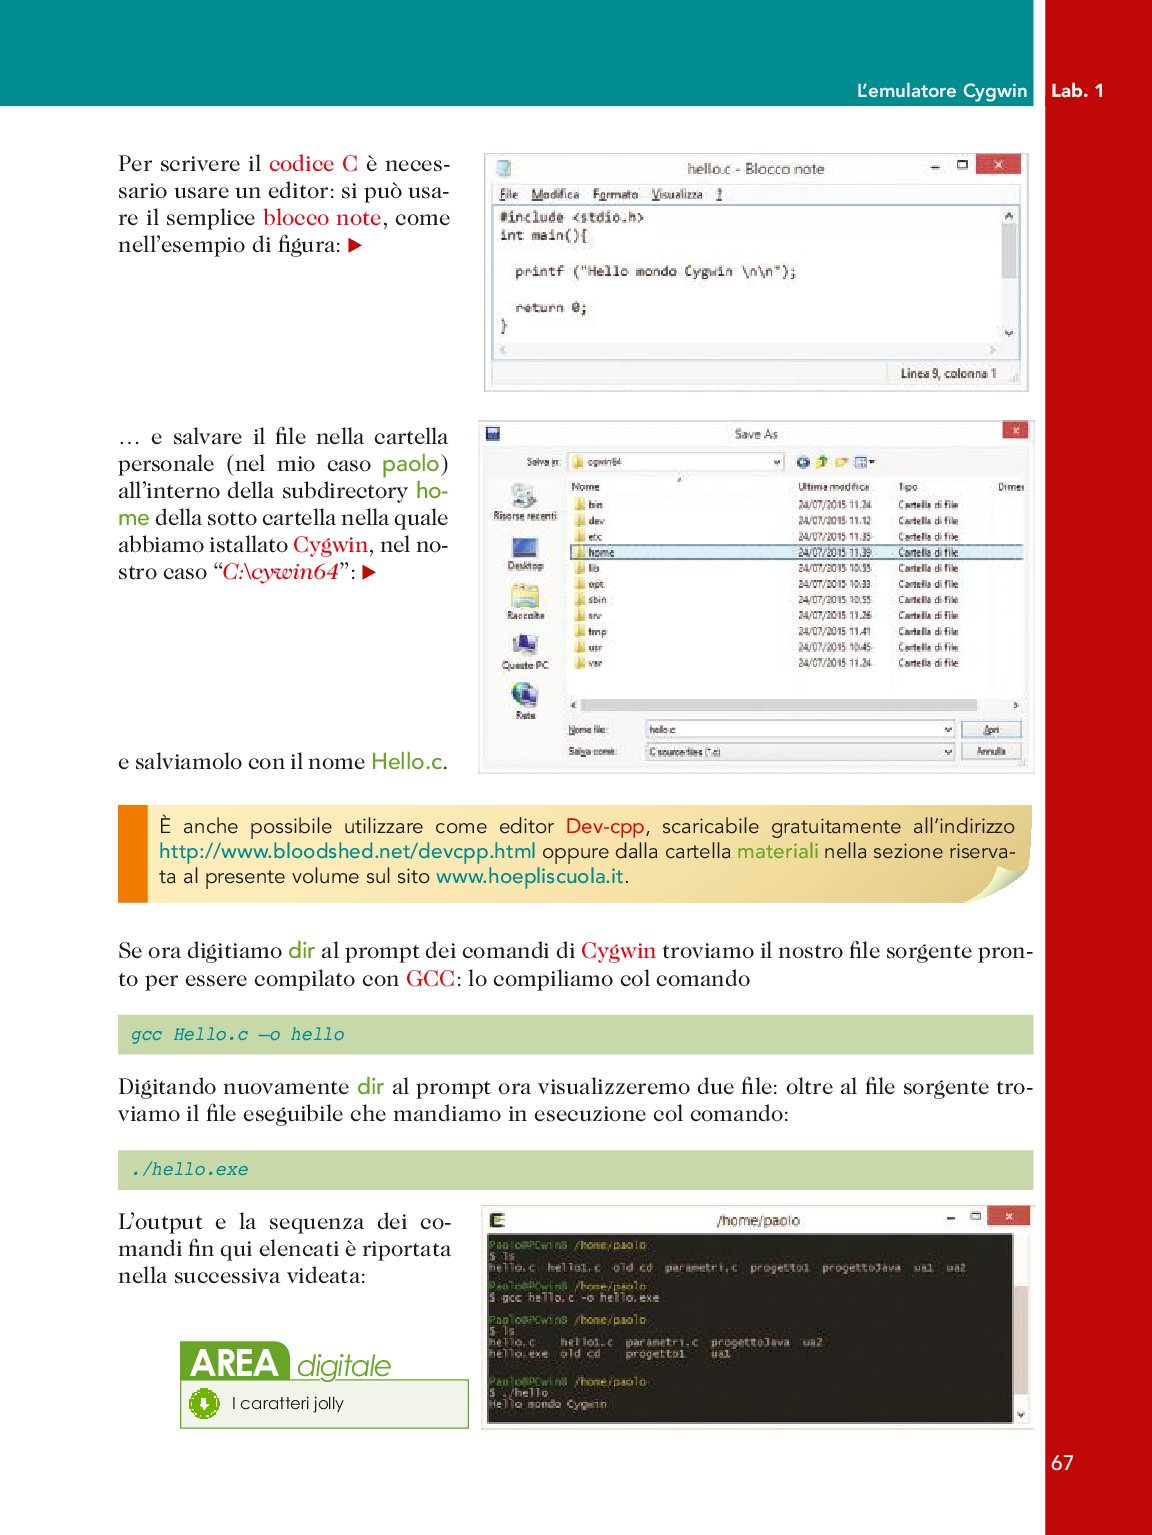 L'emulatore Cygwin Lab. 1
Per scrivere il codice C è neces-
sario usare un editor: si può usa-
re il semplice blocco note, come
nell'esempio di figura: ▶
hello.c - Blocco note
File Modifica Formato Visualizza ?
#include <stdio.h>
int main(){
printf ("Hello mondo Cygwin \n\n");
return 0;
}
Linea 9, colonna 1
… e salvare il file nella cartella
personale (nel mio caso paolo)
all'interno della subdirectory ho-
me della sotto cartella nella quale
abbiamo istallato Cygwin, nel no-
stro caso "C:\cywin64": ▶
Save As
Salva in: cgwin64
Nome Ultima modifica Tipo Dimer
bin 24/07/2015 11.24 Cartella di file
dev 24/07/2015 11.12 Cartella di file
etc 24/07/2015 11.35 Cartella di file
home 24/07/2015 11.39 Cartella di file
lib 24/07/2015 10.55 Cartella di file
opt 24/07/2015 10.33 Cartella di file
sbin 24/07/2015 10.55 Cartella di file
srv 24/07/2015 11.26 Cartella di file
tmp 24/07/2015 11.41 Cartella di file
usr 24/07/2015 10.45 Cartella di file
var 24/07/2015 11.24 Cartella di file
Risorse recenti
Desktop
Raccolte
Questo PC
Rete
Nome file: hello.c Apri
Salva come: C source files (*.c) Annulla
e salviamolo con il nome Hello.c.
È anche possibile utilizzare come editor Dev-cpp, scaricabile gratuitamente all'indirizzo
http://www.bloodshed.net/devcpp.html oppure dalla cartella materiali nella sezione riserva-
ta al presente volume sul sito www.hoepliscuola.it.
Se ora digitiamo dir al prompt dei comandi di Cygwin troviamo il nostro file sorgente pron-
to per essere compilato con GCC: lo compiliamo col comando
gcc Hello.c –o hello
Digitando nuovamente dir al prompt ora visualizzeremo due file: oltre al file sorgente tro-
viamo il file eseguibile che mandiamo in esecuzione col comando:
./hello.exe
L'output e la sequenza dei co-
mandi fin qui elencati è riportata
nella successiva videata:
/home/paolo
Paolo@PCwin8 /home/paolo
$ ls
hello.c hello1.c old cd parametri.c progetto1 progettoJava ua1 ua2
Paolo@PCwin8 /home/paolo
$ gcc hello.c -o hello.exe
Paolo@PCwin8 /home/paolo
$ ls
hello.c hello1.c parametri.c progettoJava ua2
hello.exe old cd progetto1 ua1
Paolo@PCwin8 /home/paolo
$ ./hello
Hello mondo Cygwin
AREA digitale
I caratteri jolly
67